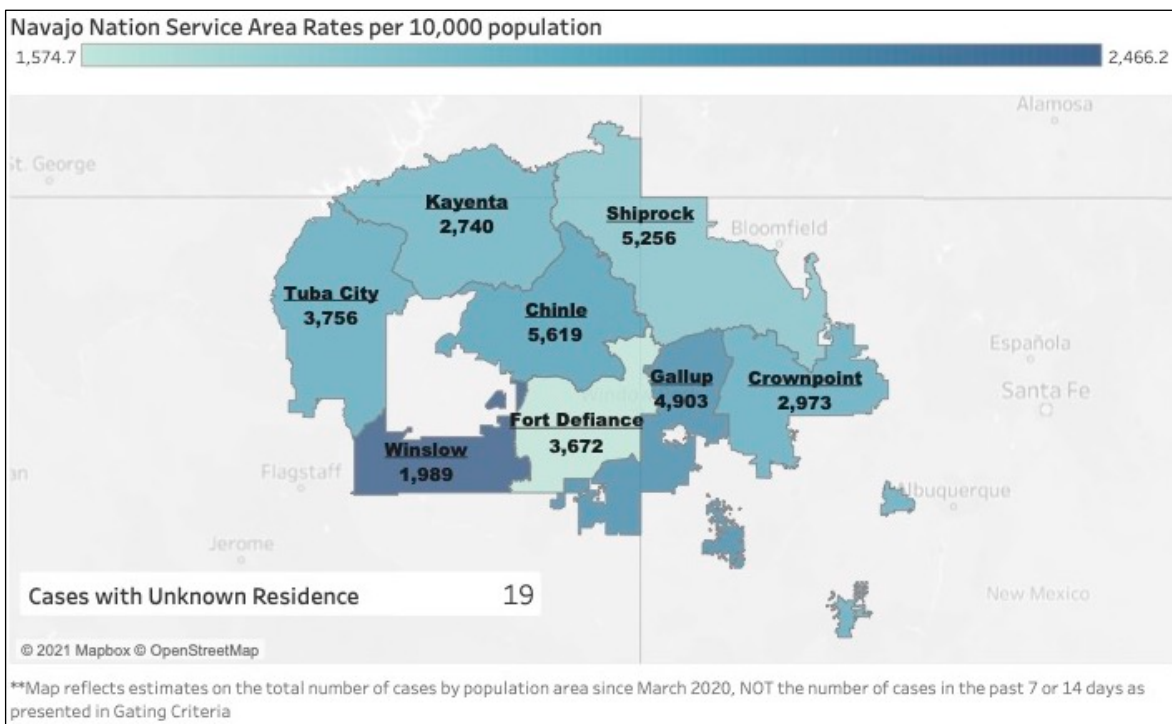 Navajo Nation Service Area Rates per 10,000 population
1,574.7
2,466.2
Alamosa
St. George
Kayenta
2,740
Shiprock
5,256
Bloomfield
Tuba City
3,756
Chinle
5,619
Española
Gallup
4,903
Crownpoint
2,973
Santa Fe
Fort Defiance
3,672
Winslow
1,989
Flagstaff
Albuquerque
Jerome
Cases with Unknown Residence 19
New Mexico
© 2021 Mapbox © OpenStreetMap
**Map reflects estimates on the total number of cases by population area since March 2020, NOT the number of cases in the past 7 or 14 days as
presented in Gating Criteria